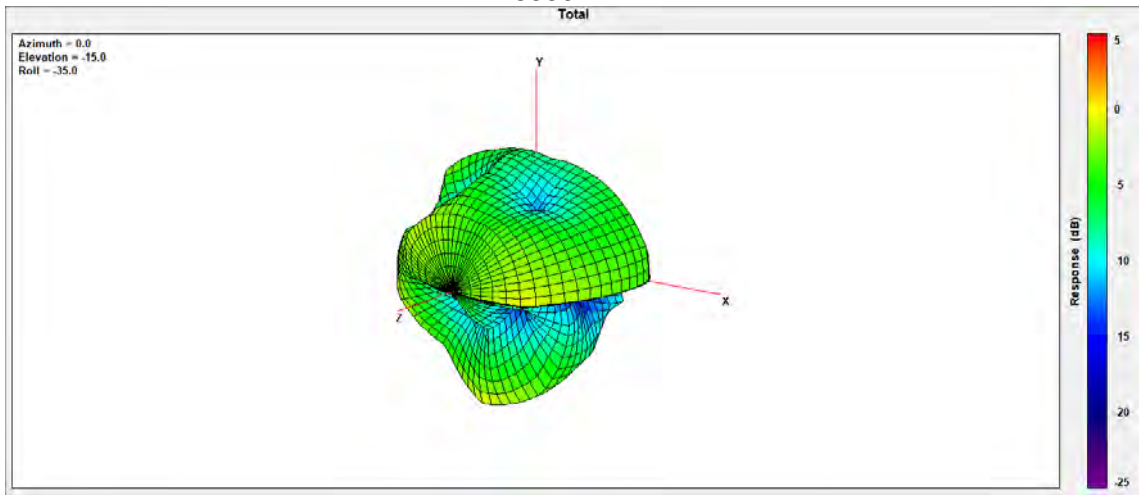 Total
Azimuth = 0.0
Elevation = -15.0
Roll = -35.0
Y
X
Z
5
0
-5
-10
-15
-20
-25
Response (dB)